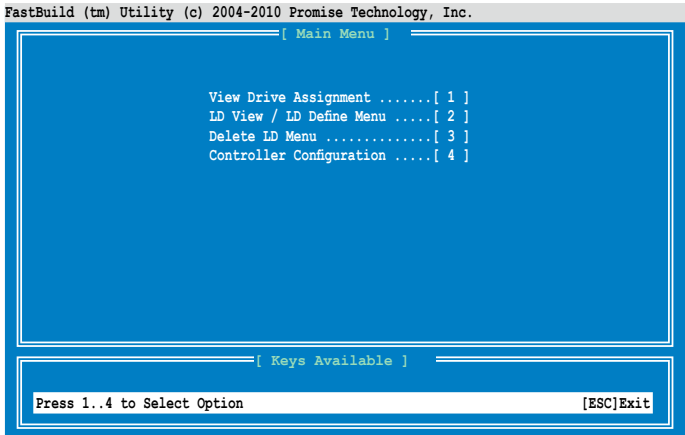 FastBuild (tm) Utility (c) 2004-2010 Promise Technology, Inc.
[ Main Menu ]
View Drive Assignment .......[ 1 ]
LD View / LD Define Menu .....[ 2 ]
Delete LD Menu ..............[ 3 ]
Controller Configuration .....[ 4 ]
[ Keys Available ]
Press 1..4 to Select Option [ESC]Exit